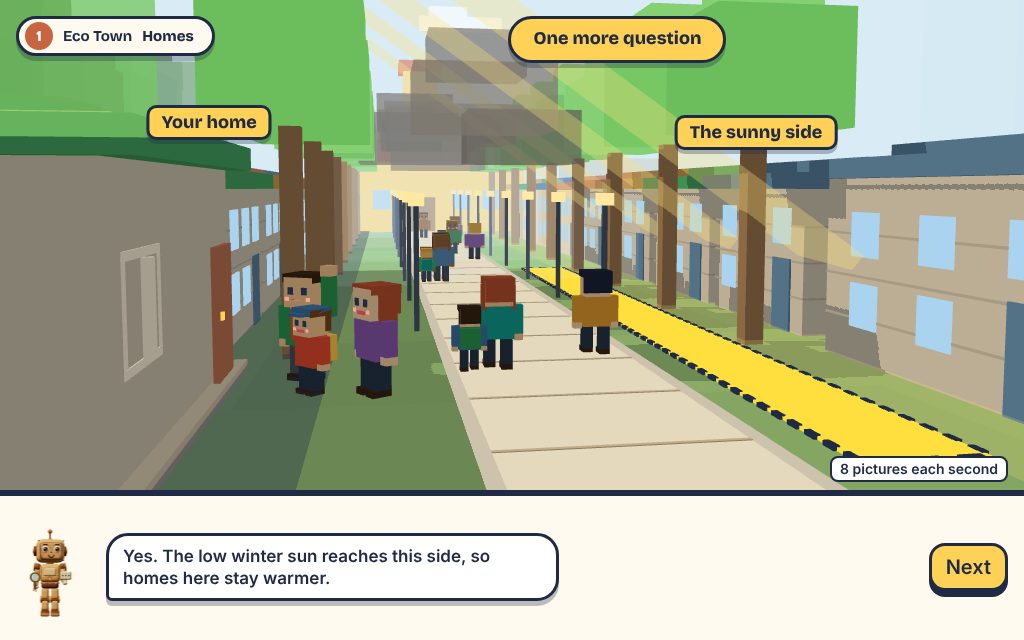 1 Eco Town Homes
One more question
Your home
The sunny side
8 pictures each second
Yes. The low winter sun reaches this side, so
homes here stay warmer.
Next